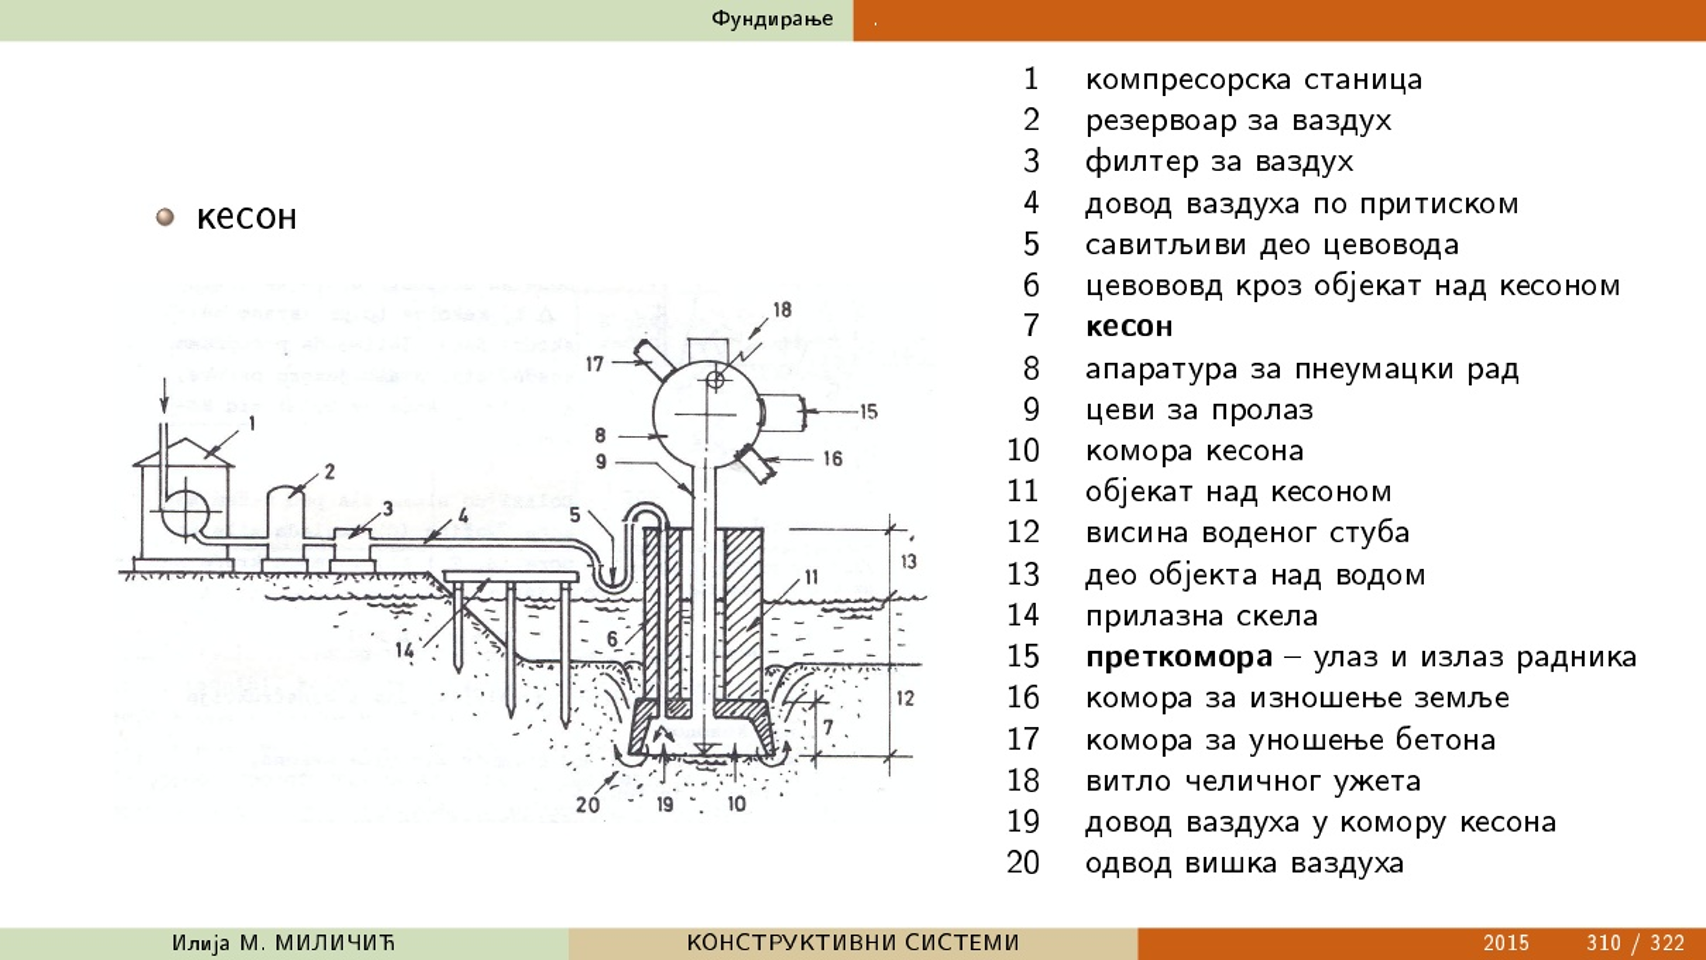 Фундирање
.
кесон
1 компресорска станица
2 резервоар за ваздух
3 филтер за ваздух
4 довод ваздуха по притиском
5 савитљиви део цевовода
6 цевововд кроз објекат над кесоном
7 кесон
8 апаратура за пнеумацки рад
9 цеви за пролаз
10 комора кесона
11 објекат над кесоном
12 висина воденог стуба
13 део објекта над водом
14 прилазна скела
15 преткомора – улаз и излаз радника
16 комора за изношење земље
17 комора за уношење бетона
18 витло челичног ужета
19 довод ваздуха у комору кесона
20 одвод вишка ваздуха
18
17
15
8
16
9
1
2
3
4
5
13
11
6
14
12
7
20
19
10
Илија М. МИЛИЧИЋ
КОНСТРУКТИВНИ СИСТЕМИ
2015
310 / 322